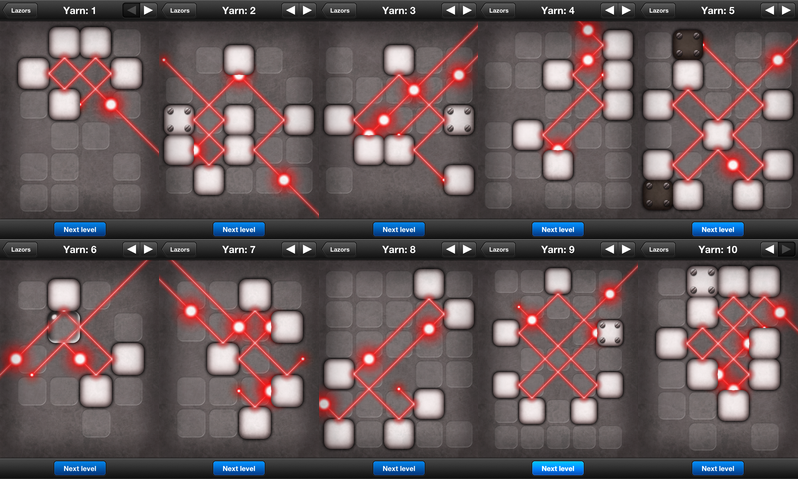 Lazors Yarn: 1
Lazors Yarn: 2
Lazors Yarn: 3
Lazors Yarn: 4
Lazors Yarn: 5
Next level
Next level
Next level
Next level
Next level
Lazors Yarn: 6
Lazors Yarn: 7
Lazors Yarn: 8
Lazors Yarn: 9
Lazors Yarn: 10
Next level
Next level
Next level
Next level
Next level